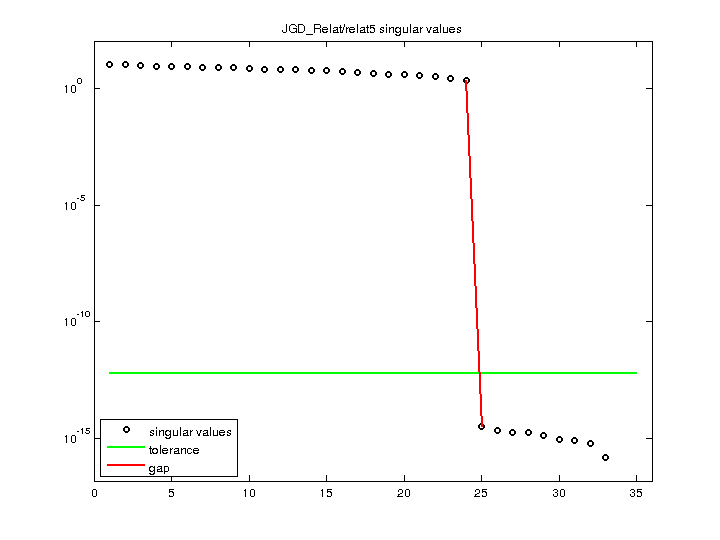 JGD_Relat/relat5 singular values
10^0
10^-5
10^-10
10^-15
singular values
tolerance
gap
0 5 10 15 20 25 30 35